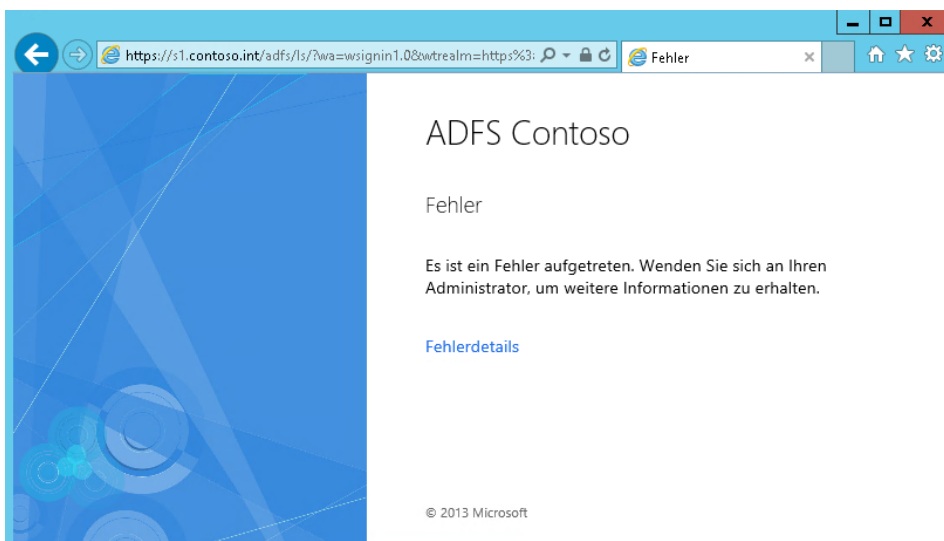 https://s1.contoso.int/adfs/ls/?wa=wsignin1.0&wtrealm=https%3:
Fehler
ADFS Contoso
Fehler
Es ist ein Fehler aufgetreten. Wenden Sie sich an Ihren
Administrator, um weitere Informationen zu erhalten.
Fehlerdetails
© 2013 Microsoft